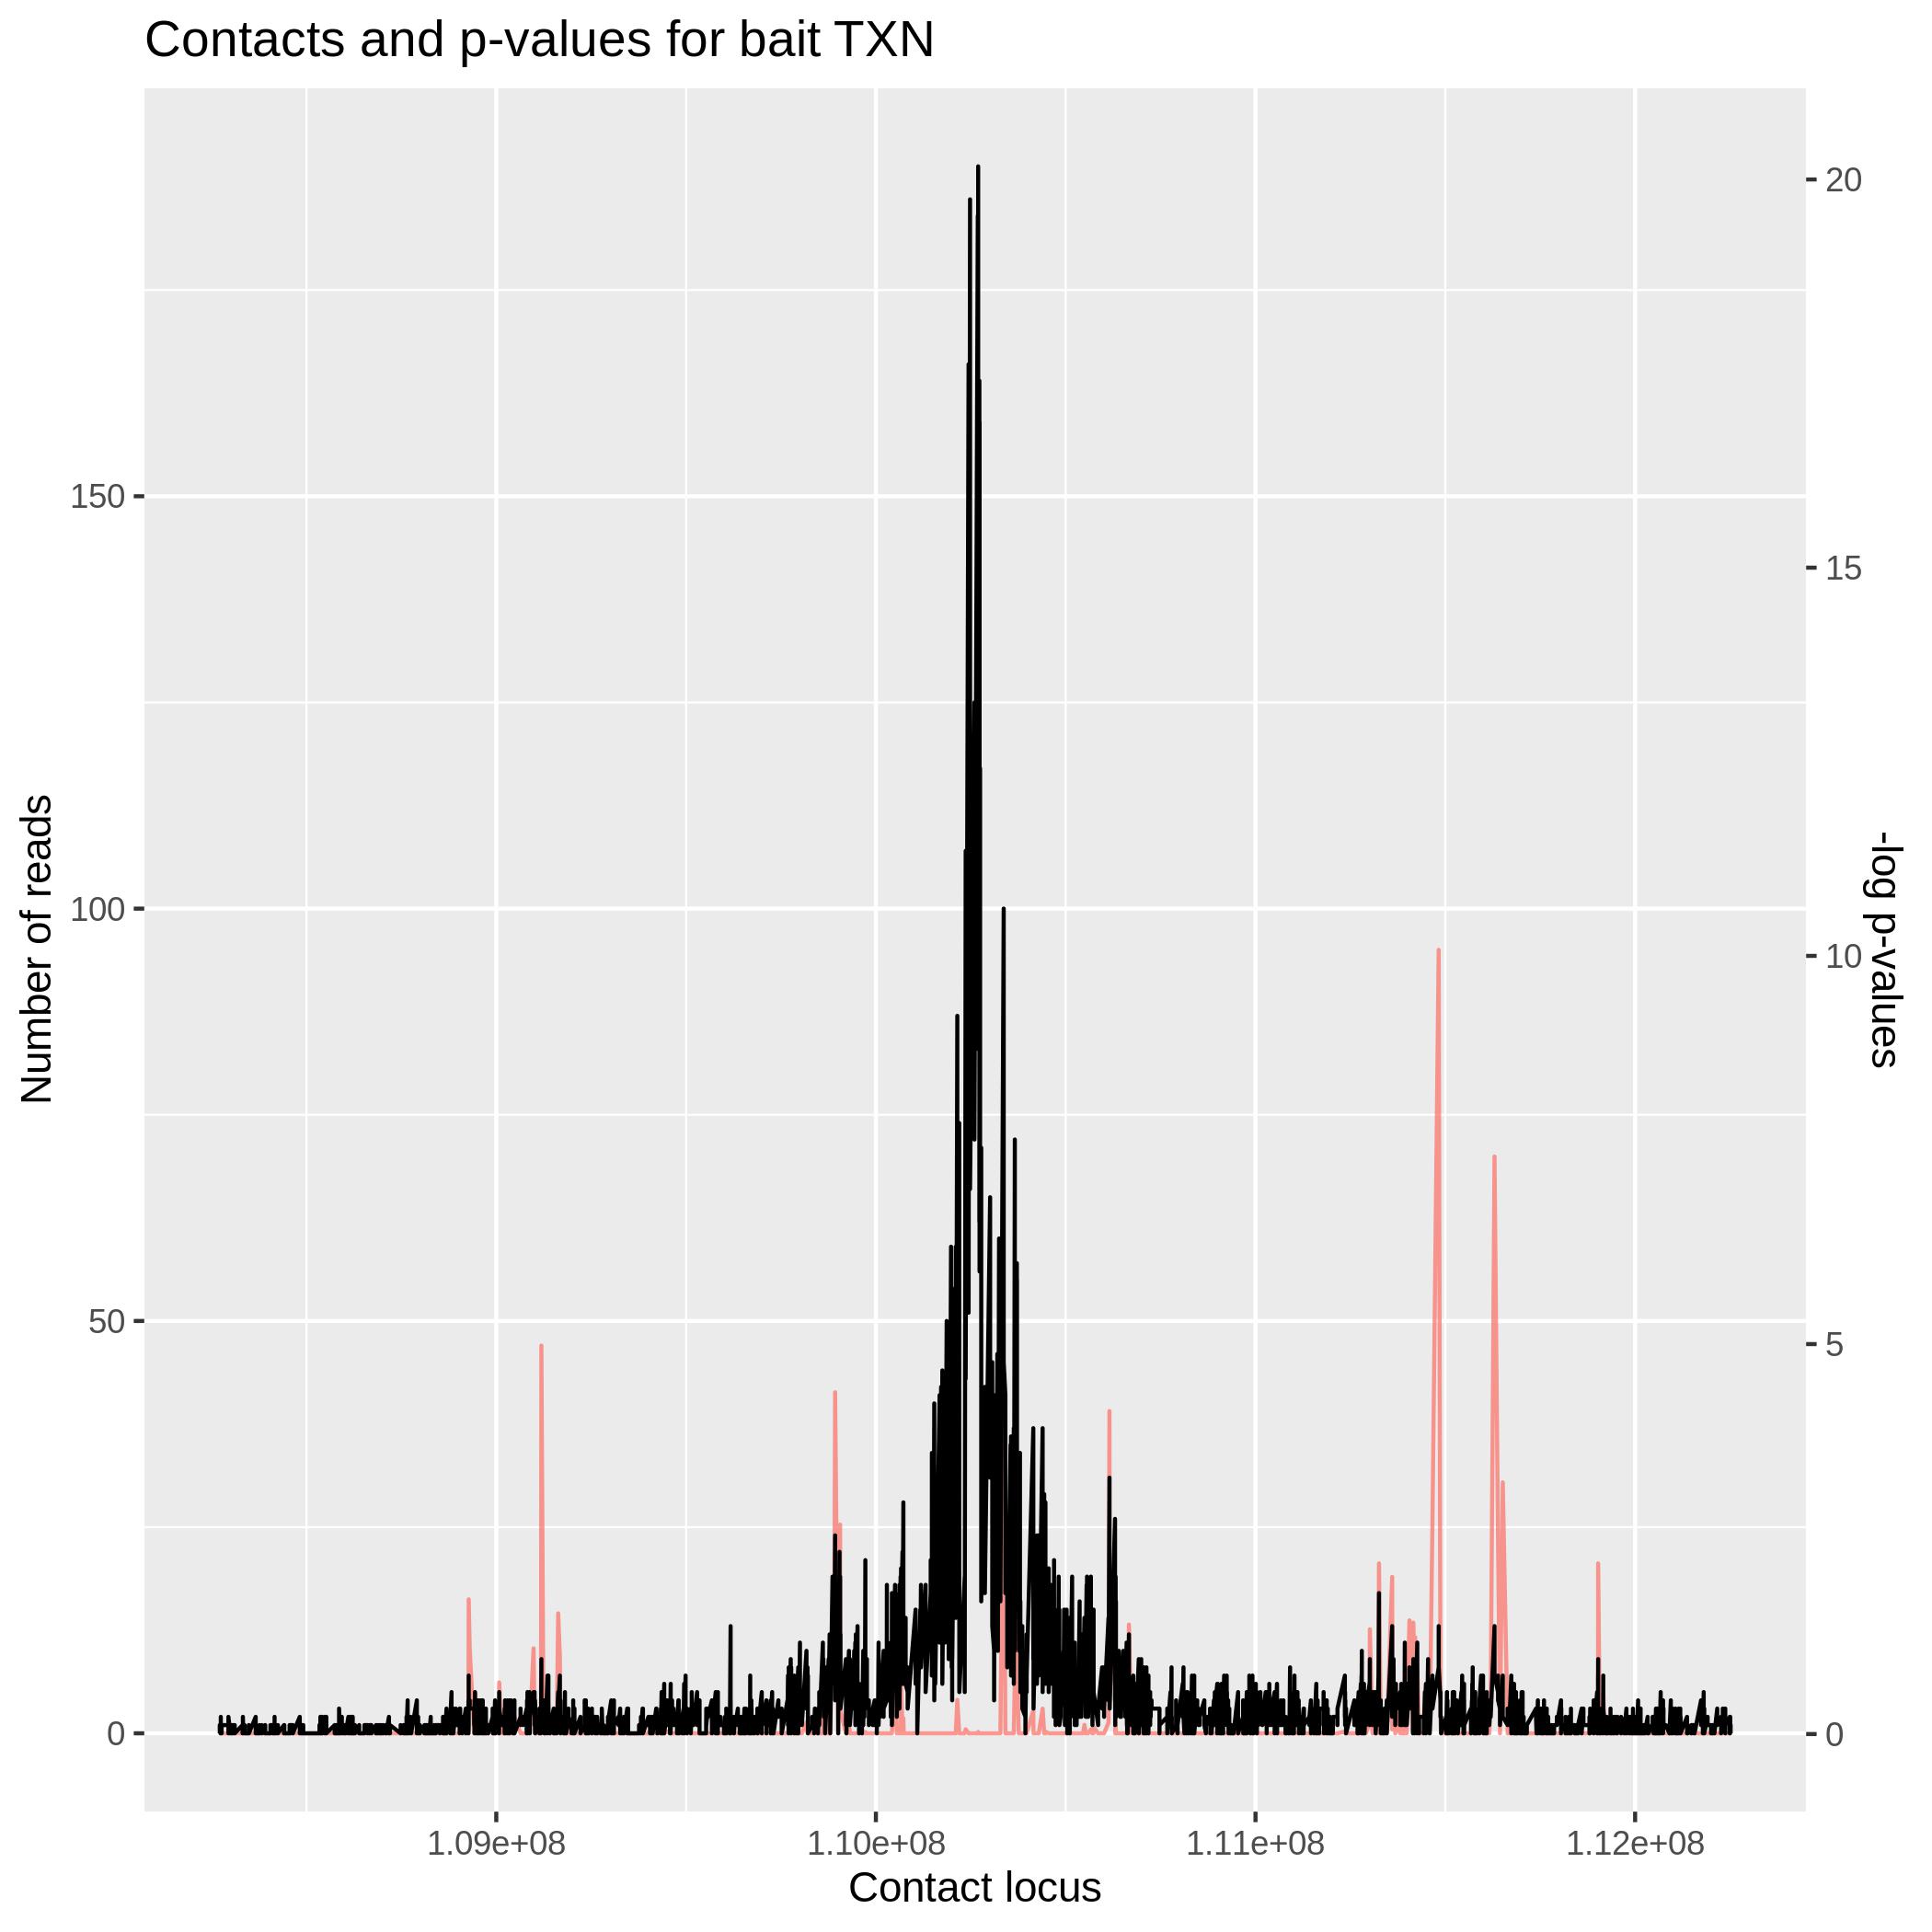 Contacts and p-values for bait TXN
Number of reads
150
100
50
0
20
15
10
5
0
-log p-values
1.09e+08
1.10e+08
1.11e+08
1.12e+08
Contact locus